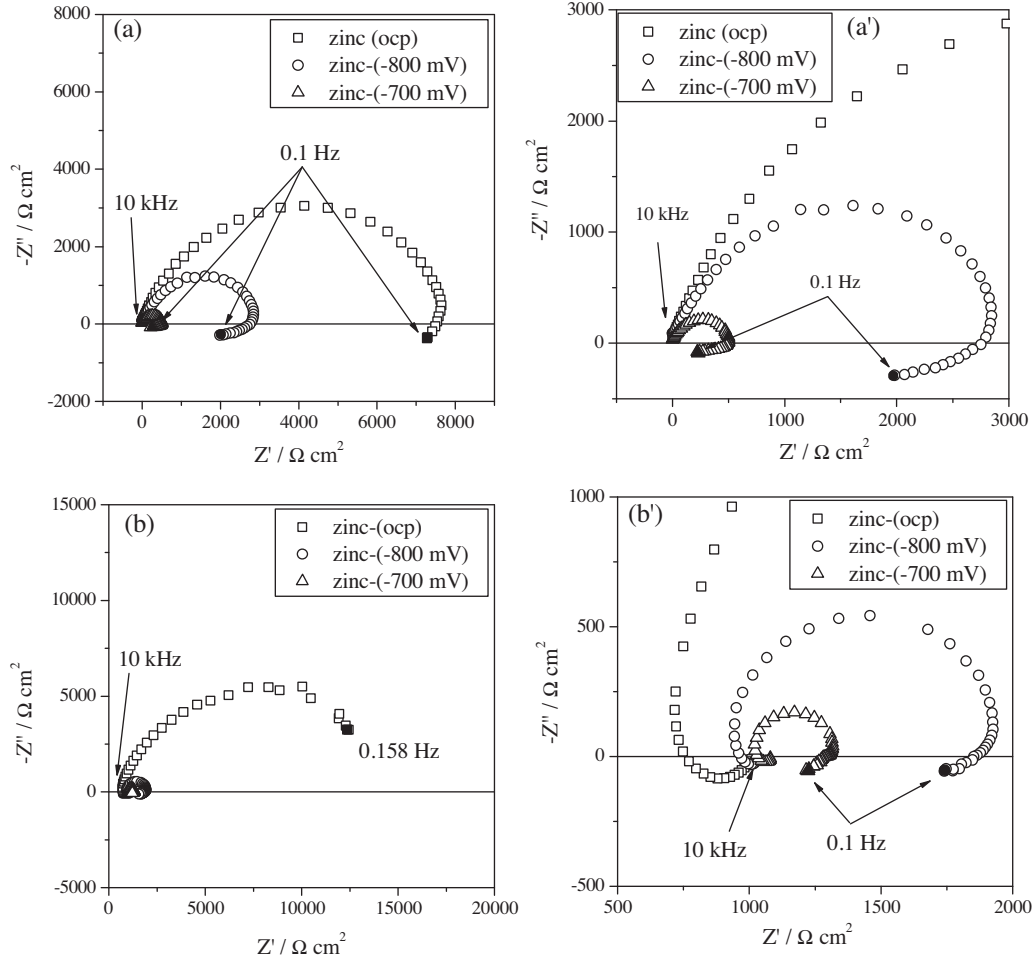 (a)
zinc (ocp)
zinc-(-800 mV)
zinc-(-700 mV)
10 kHz
0.1 Hz
8000
6000
4000
2000
0
-2000
0
2000
4000
6000
8000
-Z'' / Ω cm²
Z' / Ω cm²
(a')
zinc (ocp)
zinc-(-800 mV)
zinc-(-700 mV)
10 kHz
0.1 Hz
3000
2000
1000
0
0
1000
2000
3000
-Z'' / Ω cm²
Z' / Ω cm²
(b)
zinc-(ocp)
zinc-(-800 mV)
zinc-(-700 mV)
10 kHz
0.158 Hz
15000
10000
5000
0
-5000
0
5000
10000
15000
20000
-Z'' / Ω cm²
Z' / Ω cm²
(b')
zinc-(ocp)
zinc-(-800 mV)
zinc-(-700 mV)
10 kHz
0.1 Hz
1000
500
0
-500
500
1000
1500
2000
-Z'' / Ω cm²
Z' / Ω cm²